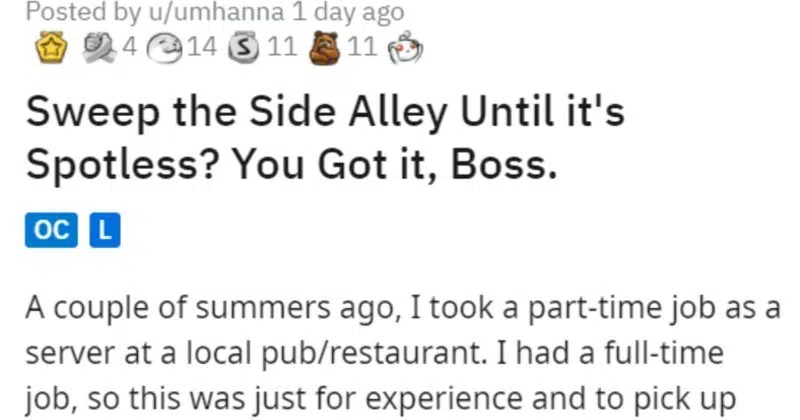 Posted by u/umhanna 1 day ago
4 14 S 11 11
Sweep the Side Alley Until it's
Spotless? You Got it, Boss.
OC L
A couple of summers ago, I took a part-time job as a
server at a local pub/restaurant. I had a full-time
job, so this was just for experience and to pick up